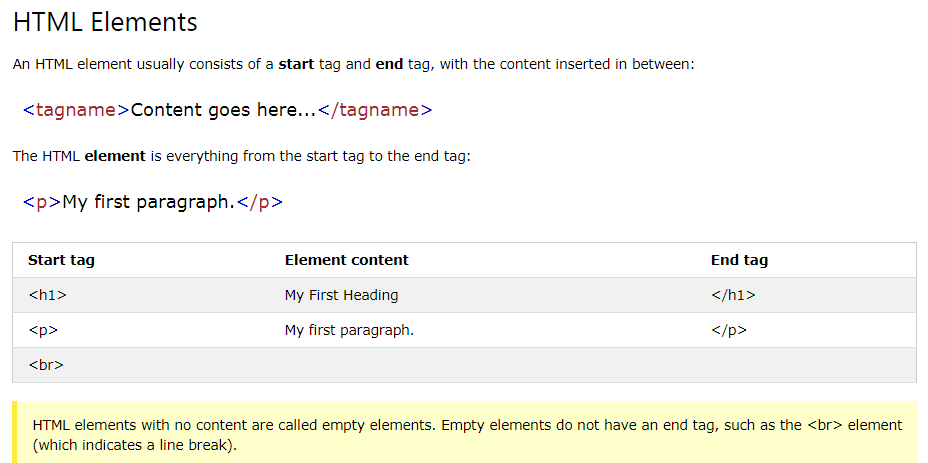 HTML Elements
An HTML element usually consists of a start tag and end tag, with the content inserted in between:
<tagname>Content goes here...</tagname>
The HTML element is everything from the start tag to the end tag:
<p>My first paragraph.</p>
Start tag Element content End tag
<h1> My First Heading </h1>
<p> My first paragraph. </p>
<br>
HTML elements with no content are called empty elements. Empty elements do not have an end tag, such as the <br> element
(which indicates a line break).